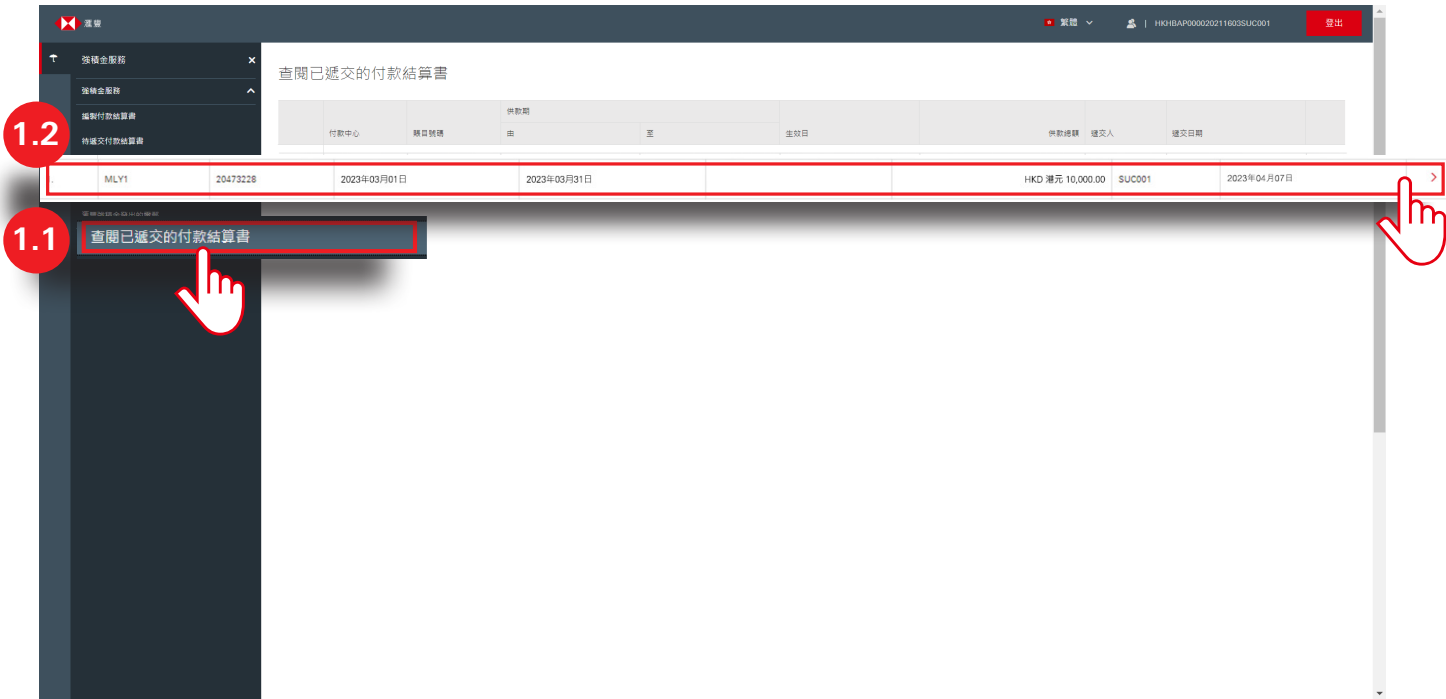 滙豐
繁體
| HKHBAP000020211603SUC001
登出
強積金服務 ×
強積金服務
編製付款結算書
待遞交付款結算書
查閱已遞交的付款結算書
供款期
付款中心 賬目號碼 由 至 生效日 供款總額 遞交人 遞交日期
1.2
MLY1 20473228 2023年03月01日 2023年03月31日 HKD 港元 10,000.00 SUC001 2023年04月07日
1.1
查閱已遞交的付款結算書